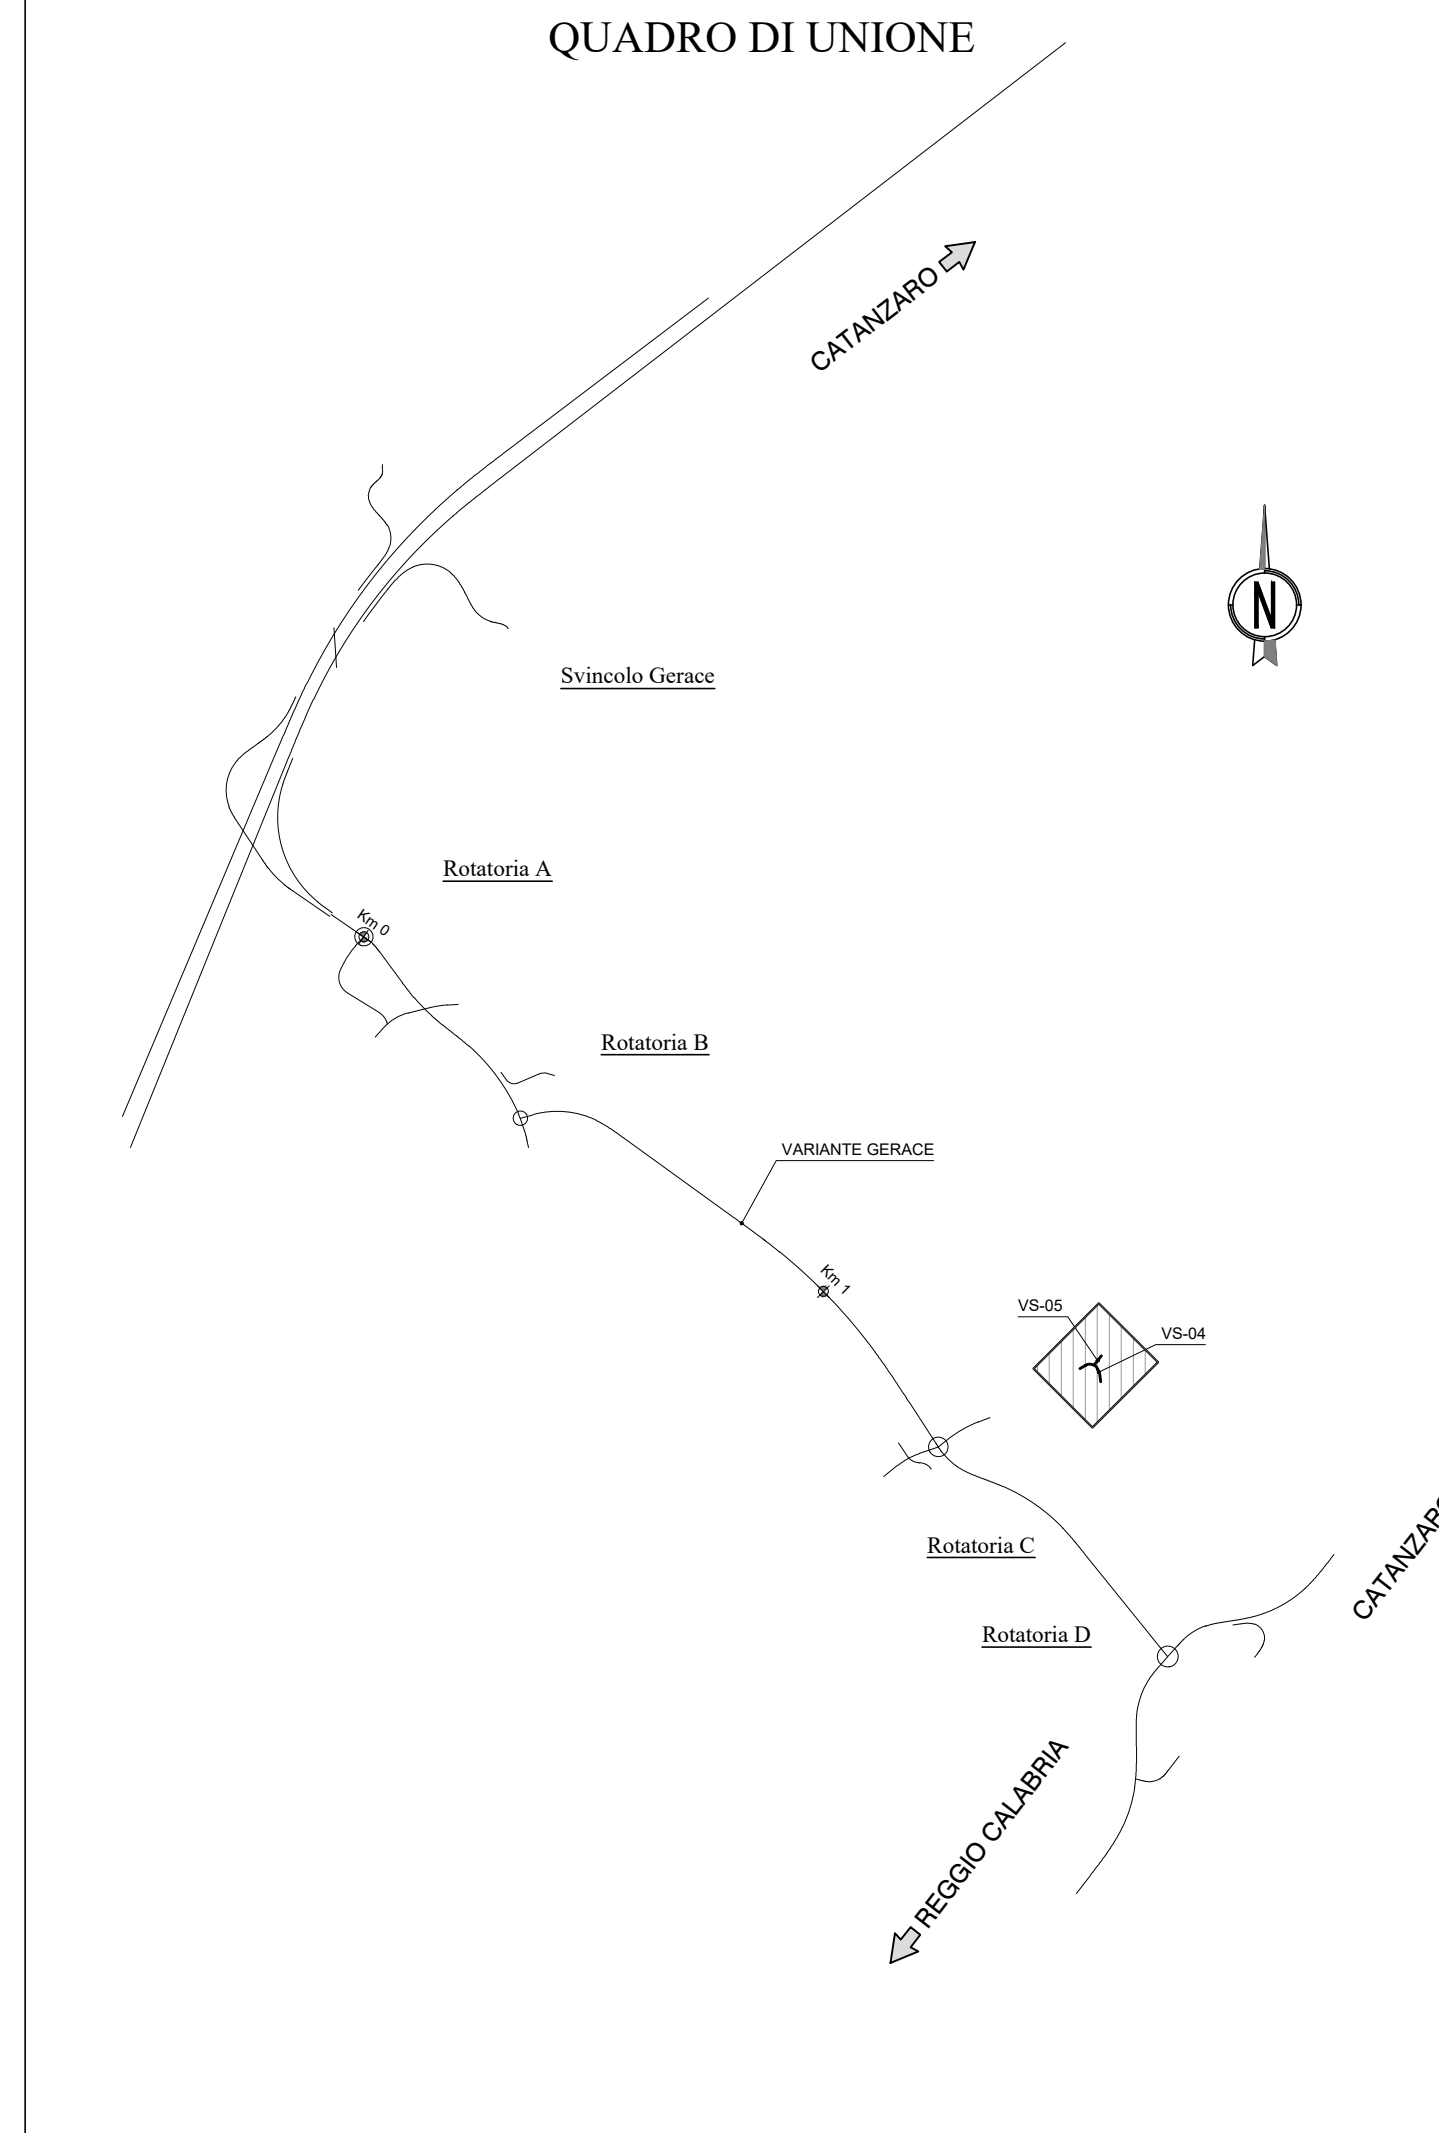 QUADRO DI UNIONE
CATANZARO
N
Svincolo Gerace
Rotatoria A
Km 0
Rotatoria B
VARIANTE GERACE
Km 1
VS-05
VS-04
Rotatoria C
CATANZARO
Rotatoria D
REGGIO CALABRIA